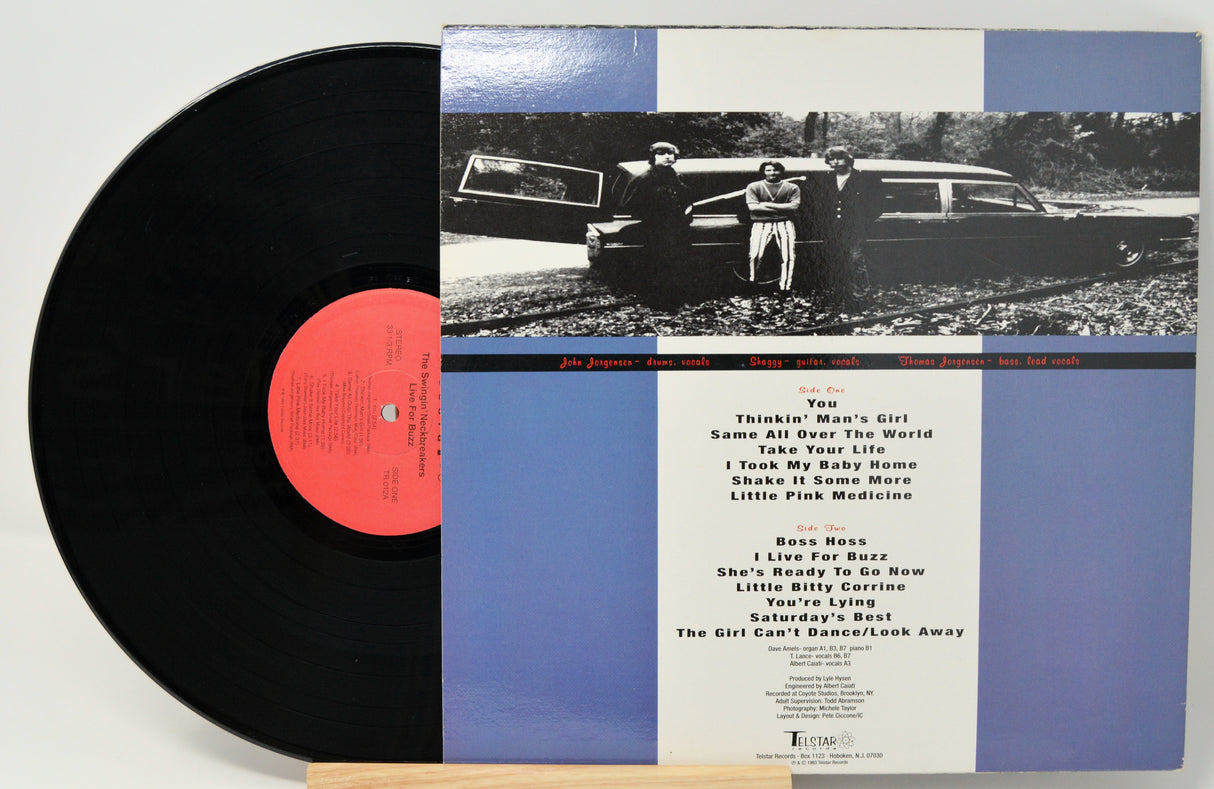 STEREO
33 1/3 RPM
The Swingin' Neckbreakers
Live For Buzz
SIDE ONE
TR 012A
John Jorgensen- drums, vocals Shaggy- guitar, vocals Thomas Jorgensen- bass, lead vocals
Side One
You
Thinkin' Man's Girl
Same All Over The World
Take Your Life
I Took My Baby Home
Shake It Some More
Little Pink Medicine
Side Two
Boss Hoss
I Live For Buzz
She's Ready To Go Now
Little Bitty Corrine
You're Lying
Saturday's Best
The Girl Can't Dance/Look Away
Dave Amels- organ A1, B3, B7 piano B1
T. Lance- vocals B6, B7
Albert Caiati- vocals A3
Produced by Lyle Hysen
Engineered by Albert Caiati
Recorded at Coyote Studios, Brooklyn, NY.
Adult Supervision: Todd Abramson
Photography: Michele Taylor
Layout & Design: Pete Ciccone/IC
TELSTAR
records
Telstar Records · Box 1123 · Hoboken, N.J. 07030
℗ & © 1993 Telstar Records